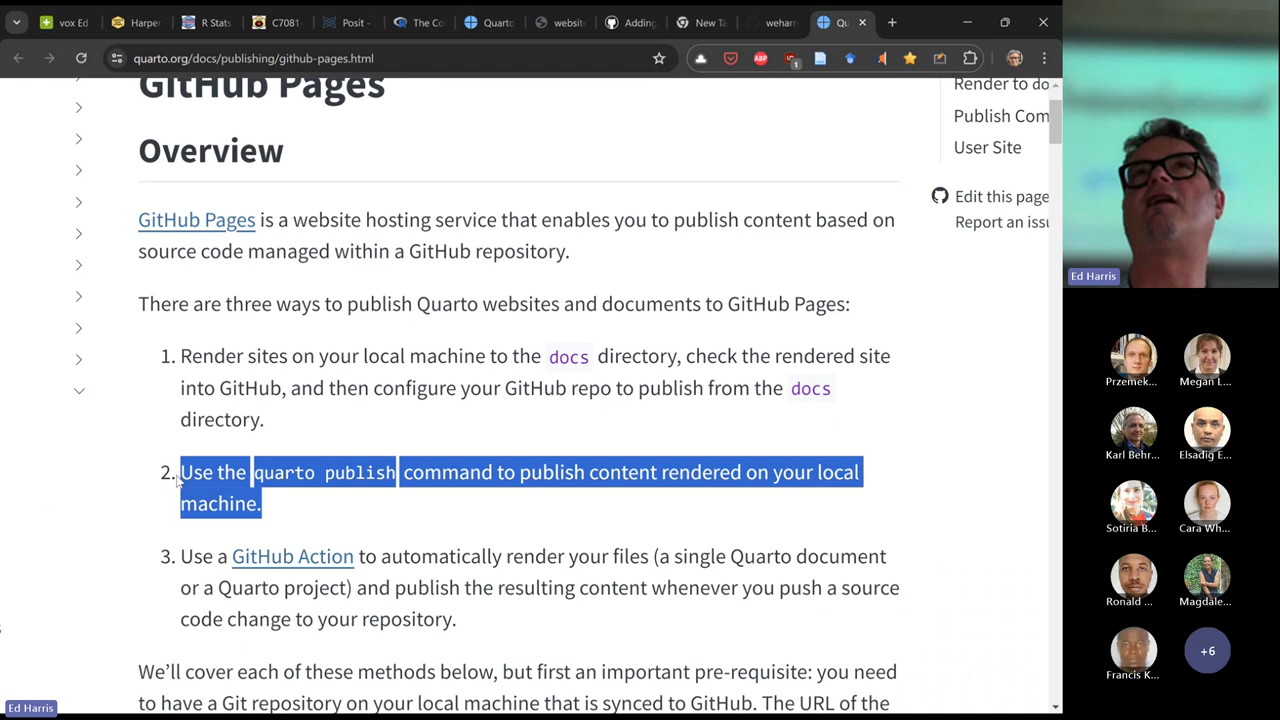 vox Ed
Harper
R Stats
C7081
Posit -
The Co
Quarto
website
Adding
New Ta
weharn
Qu
quarto.org/docs/publishing/github-pages.html
1
GitHub Pages
Overview
GitHub Pages is a website hosting service that enables you to publish content based on
source code managed within a GitHub repository.
There are three ways to publish Quarto websites and documents to GitHub Pages:
1. Render sites on your local machine to the docs directory, check the rendered site
into GitHub, and then configure your GitHub repo to publish from the docs
directory.
2. Use the quarto publish command to publish content rendered on your local
machine.
3. Use a GitHub Action to automatically render your files (a single Quarto document
or a Quarto project) and publish the resulting content whenever you push a source
code change to your repository.
We'll cover each of these methods below, but first an important pre-requisite: you need
to have a Git repository on your local machine that is synced to GitHub. The URL of the
Render to do
Publish Com
User Site
Edit this page
Report an issu
Ed Harris
Przemek...
Megan L...
Karl Behr...
Elsadig E...
Sotiria B...
Cara Wh...
Ronald ...
Magdale...
Francis K...
+6
Ed Harris